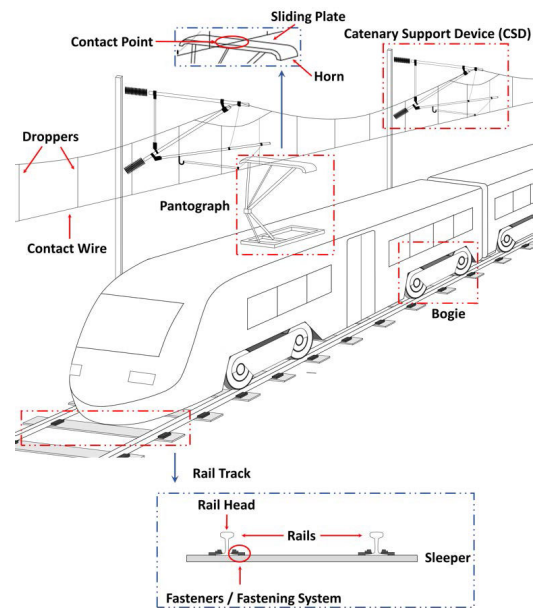 Sliding Plate
Contact Point
Catenary Support Device (CSD)
Horn
Droppers
Pantograph
Contact Wire
Bogie
Rail Track
Rail Head
Rails
Sleeper
Fasteners / Fastening System